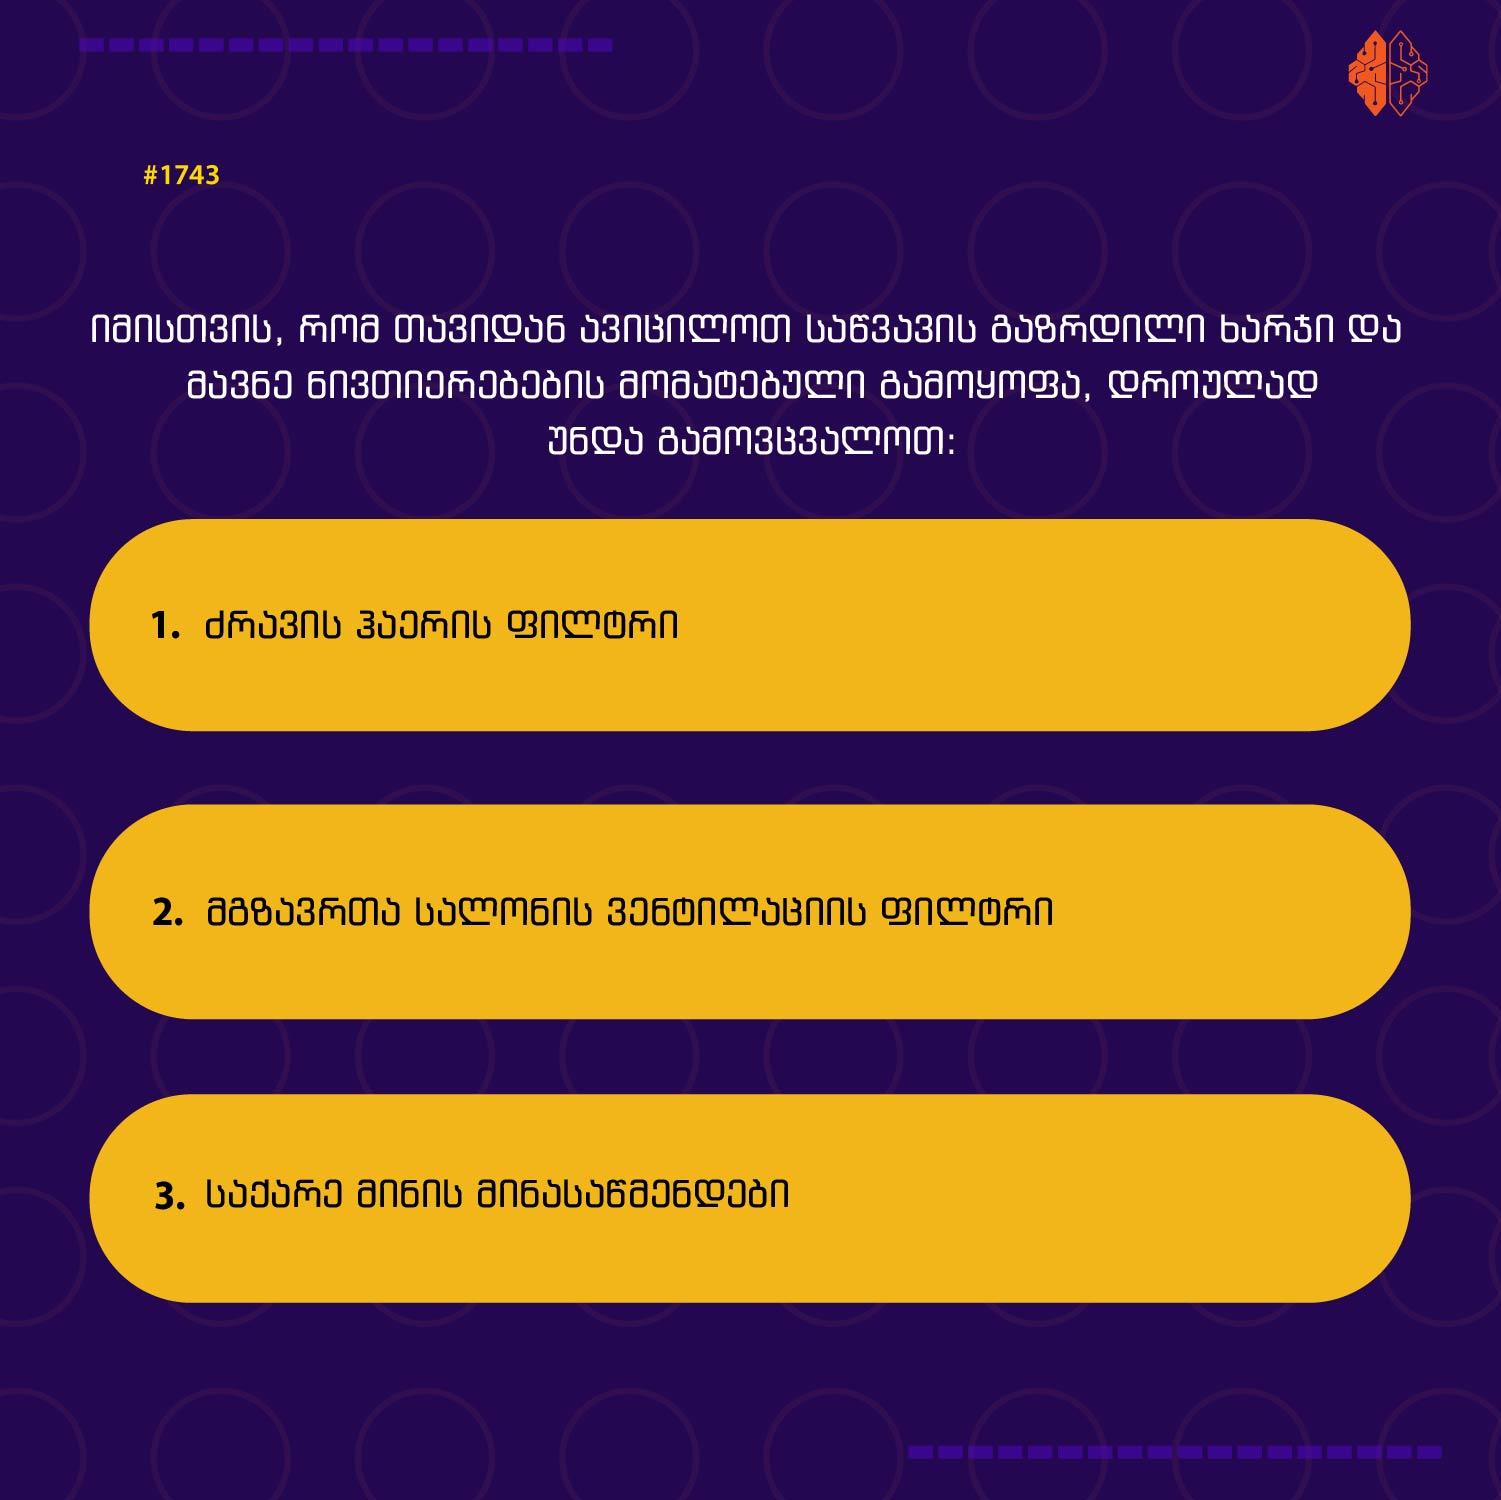 #1743
იმისთვის, რომ თავიდან ავიცილოთ საწვავის გაზრდილი ხარჯი და
მავნე ნივთიერებების მომატებული გამოყოფა, დროულად
უნდა გამოვცვალოთ:
1. ძრავის ჰაერის ფილტრი
2. მგზავრთა სალონის ვენტილაციის ფილტრი
3. საქარე მინის მინასაწმენდები